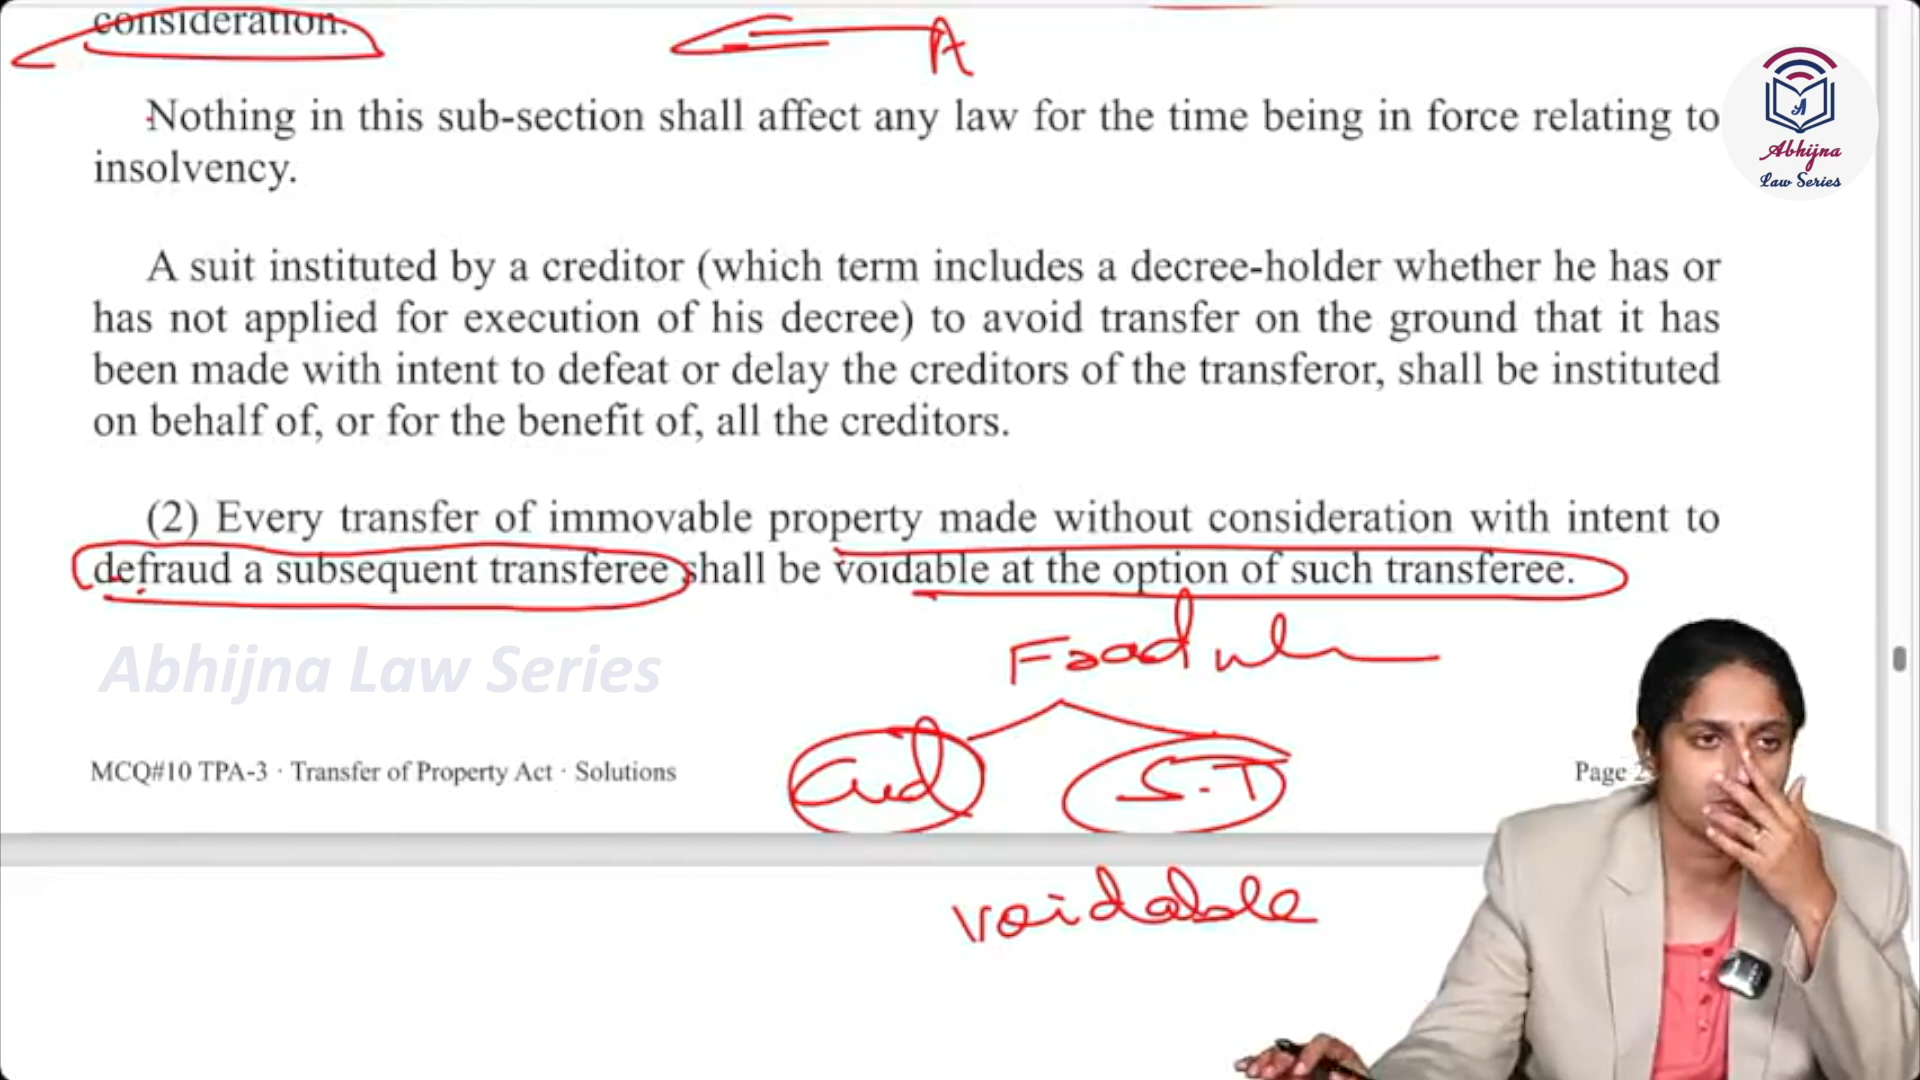 consideration.
A
Nothing in this sub-section shall affect any law for the time being in force relating to
insolvency.
A
Abhijna
Law Series
A suit instituted by a creditor (which term includes a decree-holder whether he has or
has not applied for execution of his decree) to avoid transfer on the ground that it has
been made with intent to defeat or delay the creditors of the transferor, shall be instituted
on behalf of, or for the benefit of, all the creditors.
(2) Every transfer of immovable property made without consideration with intent to
defraud a subsequent transferee shall be voidable at the option of such transferee.
Abhijna Law Series
S.T
MCQ#10 TPA-3 · Transfer of Property Act · Solutions
Page 2
voidable